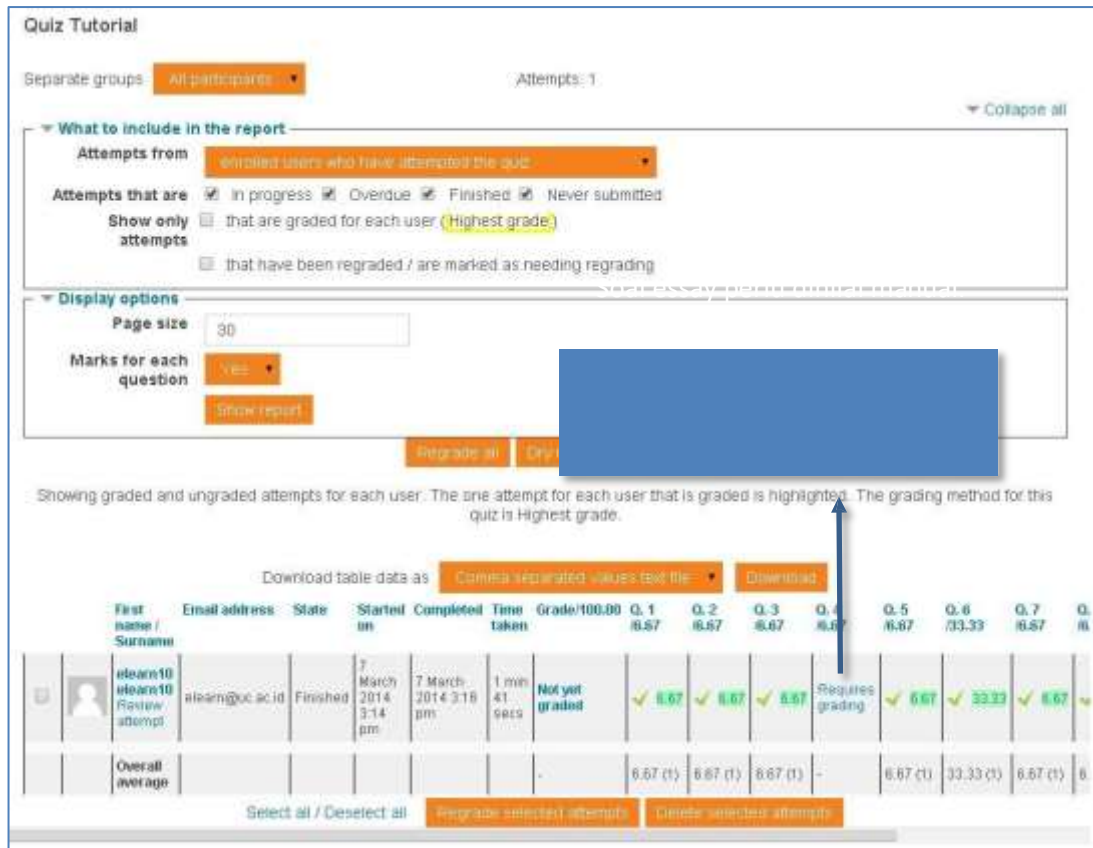 Quiz Tutorial
Separate groups All participants
Attempts: 1
Collapse all
What to include in the report
Attempts from enrolled users who have attempted the quiz
Attempts that are In progress Overdue Finished Never submitted
Show only attempts that are graded for each user (Highest grade)
that have been regraded / are marked as needing regrading
soal essay perlu dinilai manual
Display options
Page size 30
Marks for each question Yes
Show report
Regrade all Dry
Showing graded and ungraded attempts for each user. The one attempt for each user that is graded is highlighted. The grading method for this
quiz is Highest grade.
Download table data as Comma separated values text file Download
First name / Surname Email address State Started on Completed Time taken Grade/100.00 Q. 1 /6.67 Q. 2 /6.67 Q. 3 /6.67 Q. 4 /6.67 Q. 5 /6.67 Q. 6 /33.33 Q. 7 /6.67 Q.
elearn10 elearn10 Review attempt elearn@uc.ac.id Finished 7 March 2014 3:14 pm 7 March 2014 3:16 pm 1 min 41 secs Not yet graded 6.67 6.67 6.67 Requires grading 6.67 33.33 6.67
Overall average - 6.67 (1) 6.67 (1) 6.67 (1) - 6.67 (1) 33.33 (1) 6.67 (1) 6.
Select all / Deselect all Regrade selected attempts Delete selected attempts